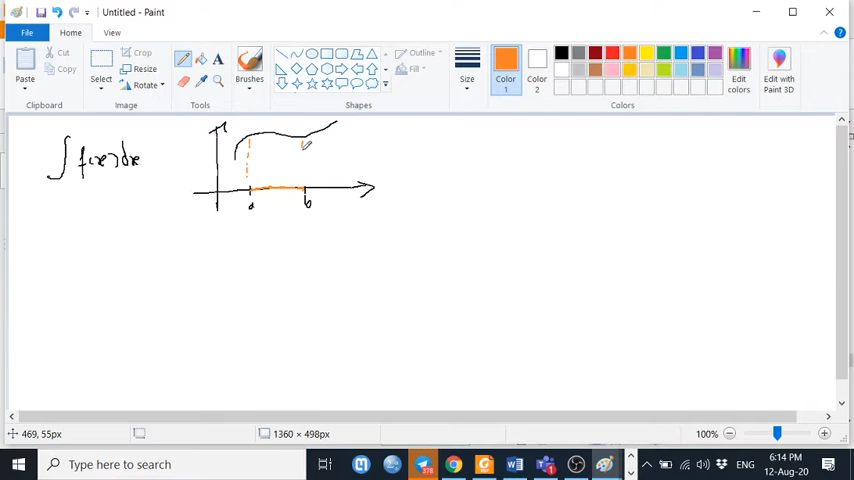 Untitled - Paint
File Home View
Paste
Cut
Copy
Clipboard
Select
Crop
Resize
Rotate
Image
A
Tools
Brushes
Shapes
Outline
Fill
Size
Color 1
Color 2
Edit colors
Colors
Edit with Paint 3D
∫ f(x) dx
a b
469, 55px
1360 × 498px
100%
Type here to search
378
1
ENG
6:14 PM
12-Aug-20